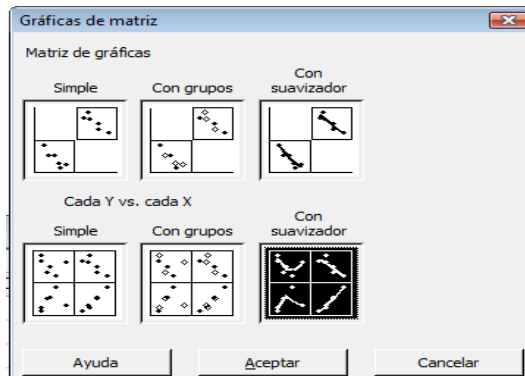 Gráficas de matriz
Matriz de gráficas
Simple
Con grupos
Con
suavizador
Cada Y vs. cada X
Simple
Con grupos
Con
suavizador
Ayuda
Aceptar
Cancelar